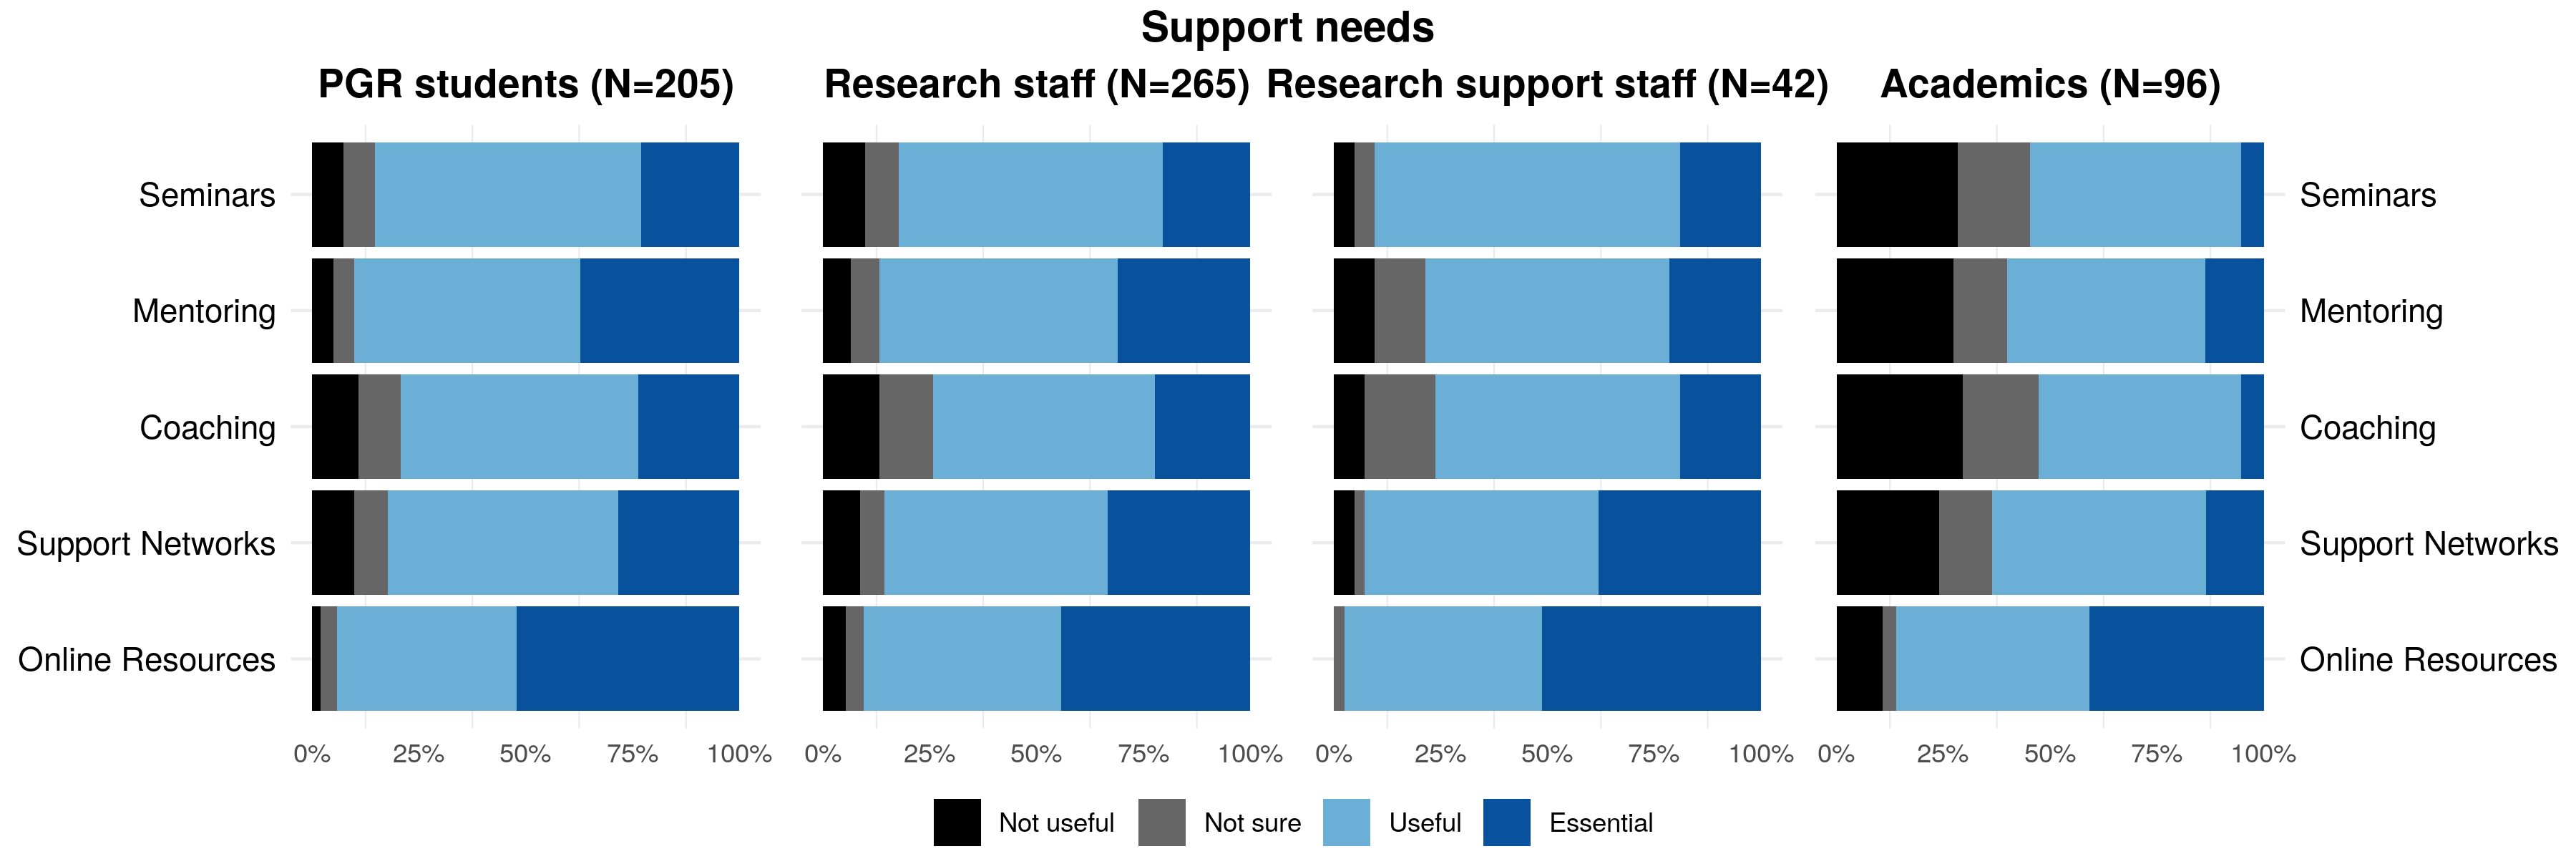 Support needs
PGR students (N=205) Research staff (N=265) Research support staff (N=42) Academics (N=96)
Seminars Seminars
Mentoring Mentoring
Coaching Coaching
Support Networks Support Networks
Online Resources Online Resources
0% 25% 50% 75% 100% 0% 25% 50% 75% 100% 0% 25% 50% 75% 100% 0% 25% 50% 75% 100%
Not useful Not sure Useful Essential